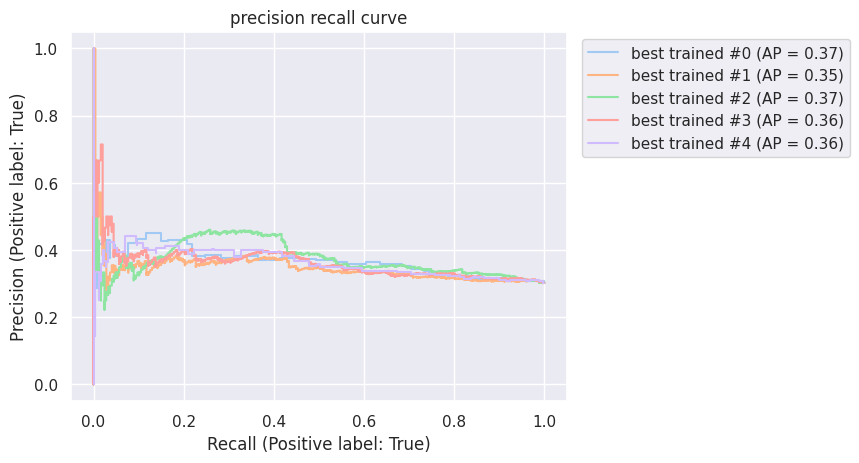 precision recall curve
1.0
0.8
0.6
0.4
0.2
0.0
Precision (Positive label: True)
0.0 0.2 0.4 0.6 0.8 1.0
Recall (Positive label: True)
best trained #0 (AP = 0.37)
best trained #1 (AP = 0.35)
best trained #2 (AP = 0.37)
best trained #3 (AP = 0.36)
best trained #4 (AP = 0.36)